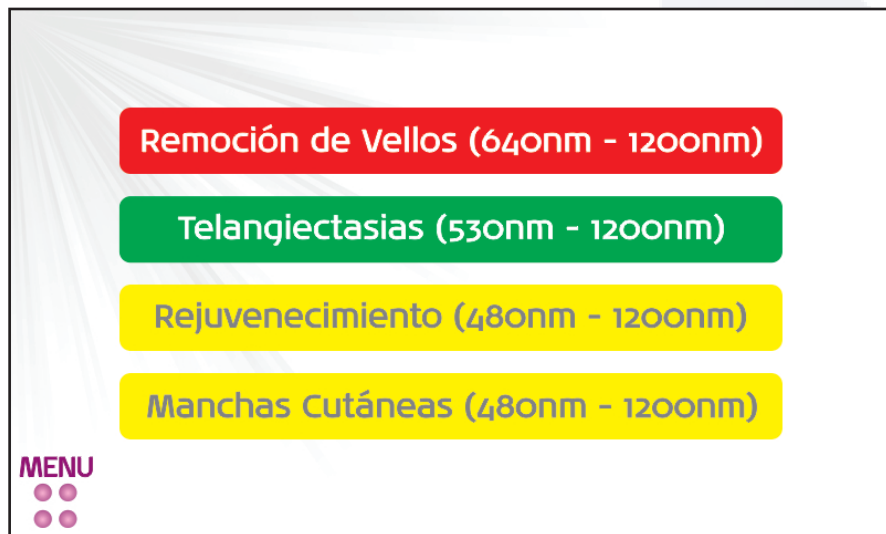 Remoción de Vellos (640nm - 1200nm)
Telangiectasias (530nm - 1200nm)
Rejuvenecimiento (480nm - 1200nm)
Manchas Cutáneas (480nm - 1200nm)
MENU